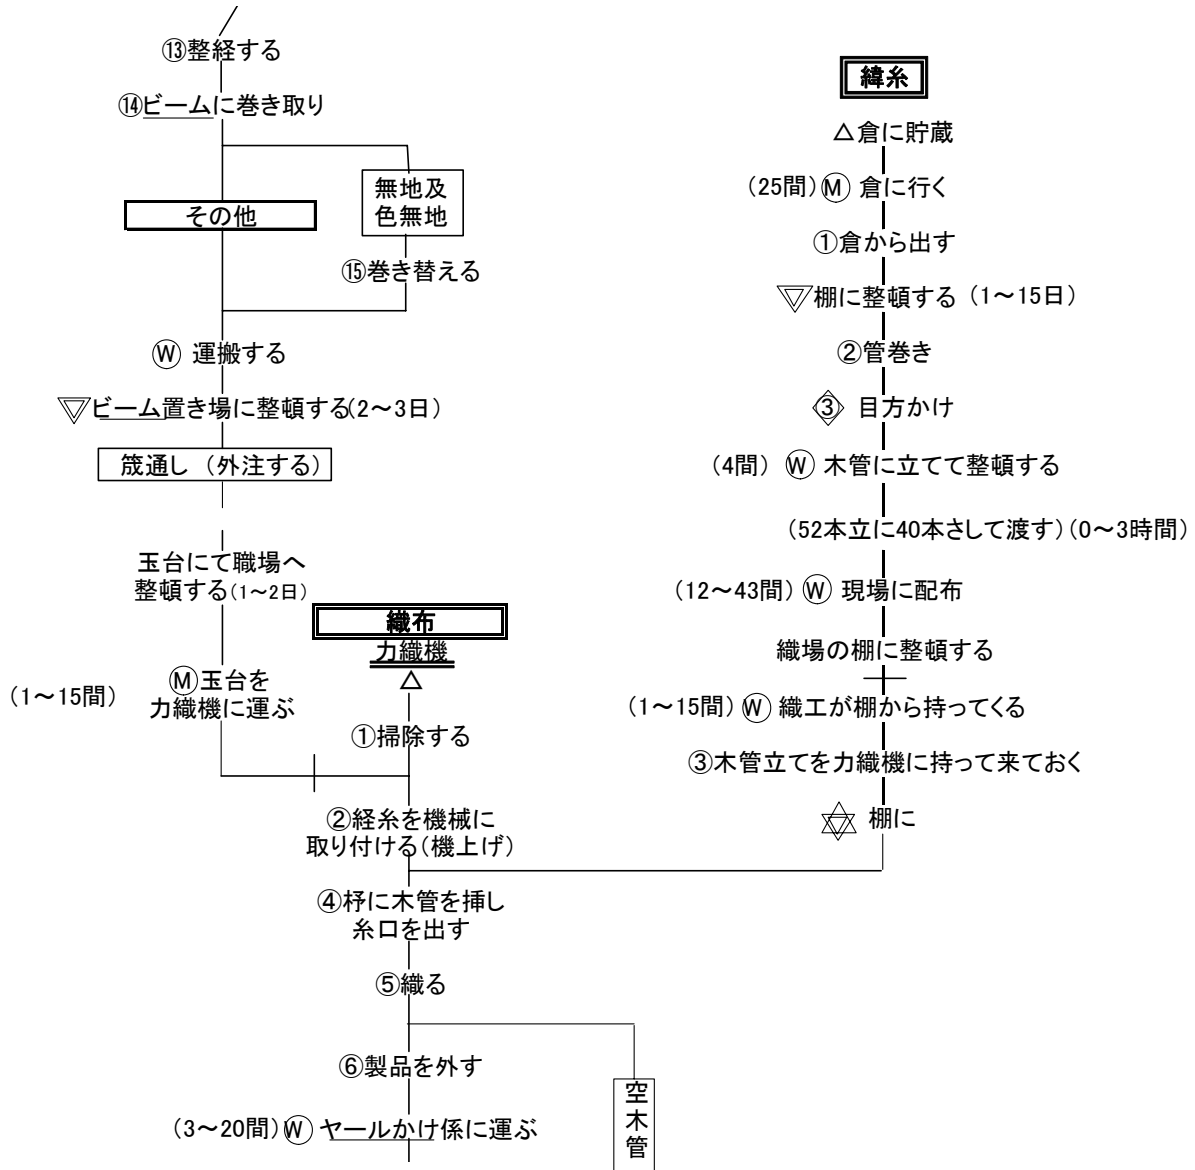 ⑬整経する
⑭ビームに巻き取り
無地及
色無地
その他
⑮巻き替える
Ⓦ 運搬する
ビーム置き場に整頓する(2～3日)
筬通し (外注する)
玉台にて職場へ
整頓する(1～2日)
(1～15間)
Ⓜ玉台を
力織機に運ぶ
織布
力織機
△
①掃除する
②経糸を機械に
取り付ける(機上げ)
緯糸
△倉に貯蔵
(25間)Ⓜ 倉に行く
①倉から出す
棚に整頓する (1～15日)
②管巻き
③ 目方かけ
(4間) Ⓦ 木管に立てて整頓する
(52本立に40本さして渡す)(0～3時間)
(12～43間)Ⓦ 現場に配布
織場の棚に整頓する
(1～15間)Ⓦ 織工が棚から持ってくる
③木管立てを力織機に持って来ておく
棚に
④杼に木管を挿し
糸口を出す
⑤織る
⑥製品を外す
空木管
(3～20間)Ⓦ ヤールかけ係に運ぶ